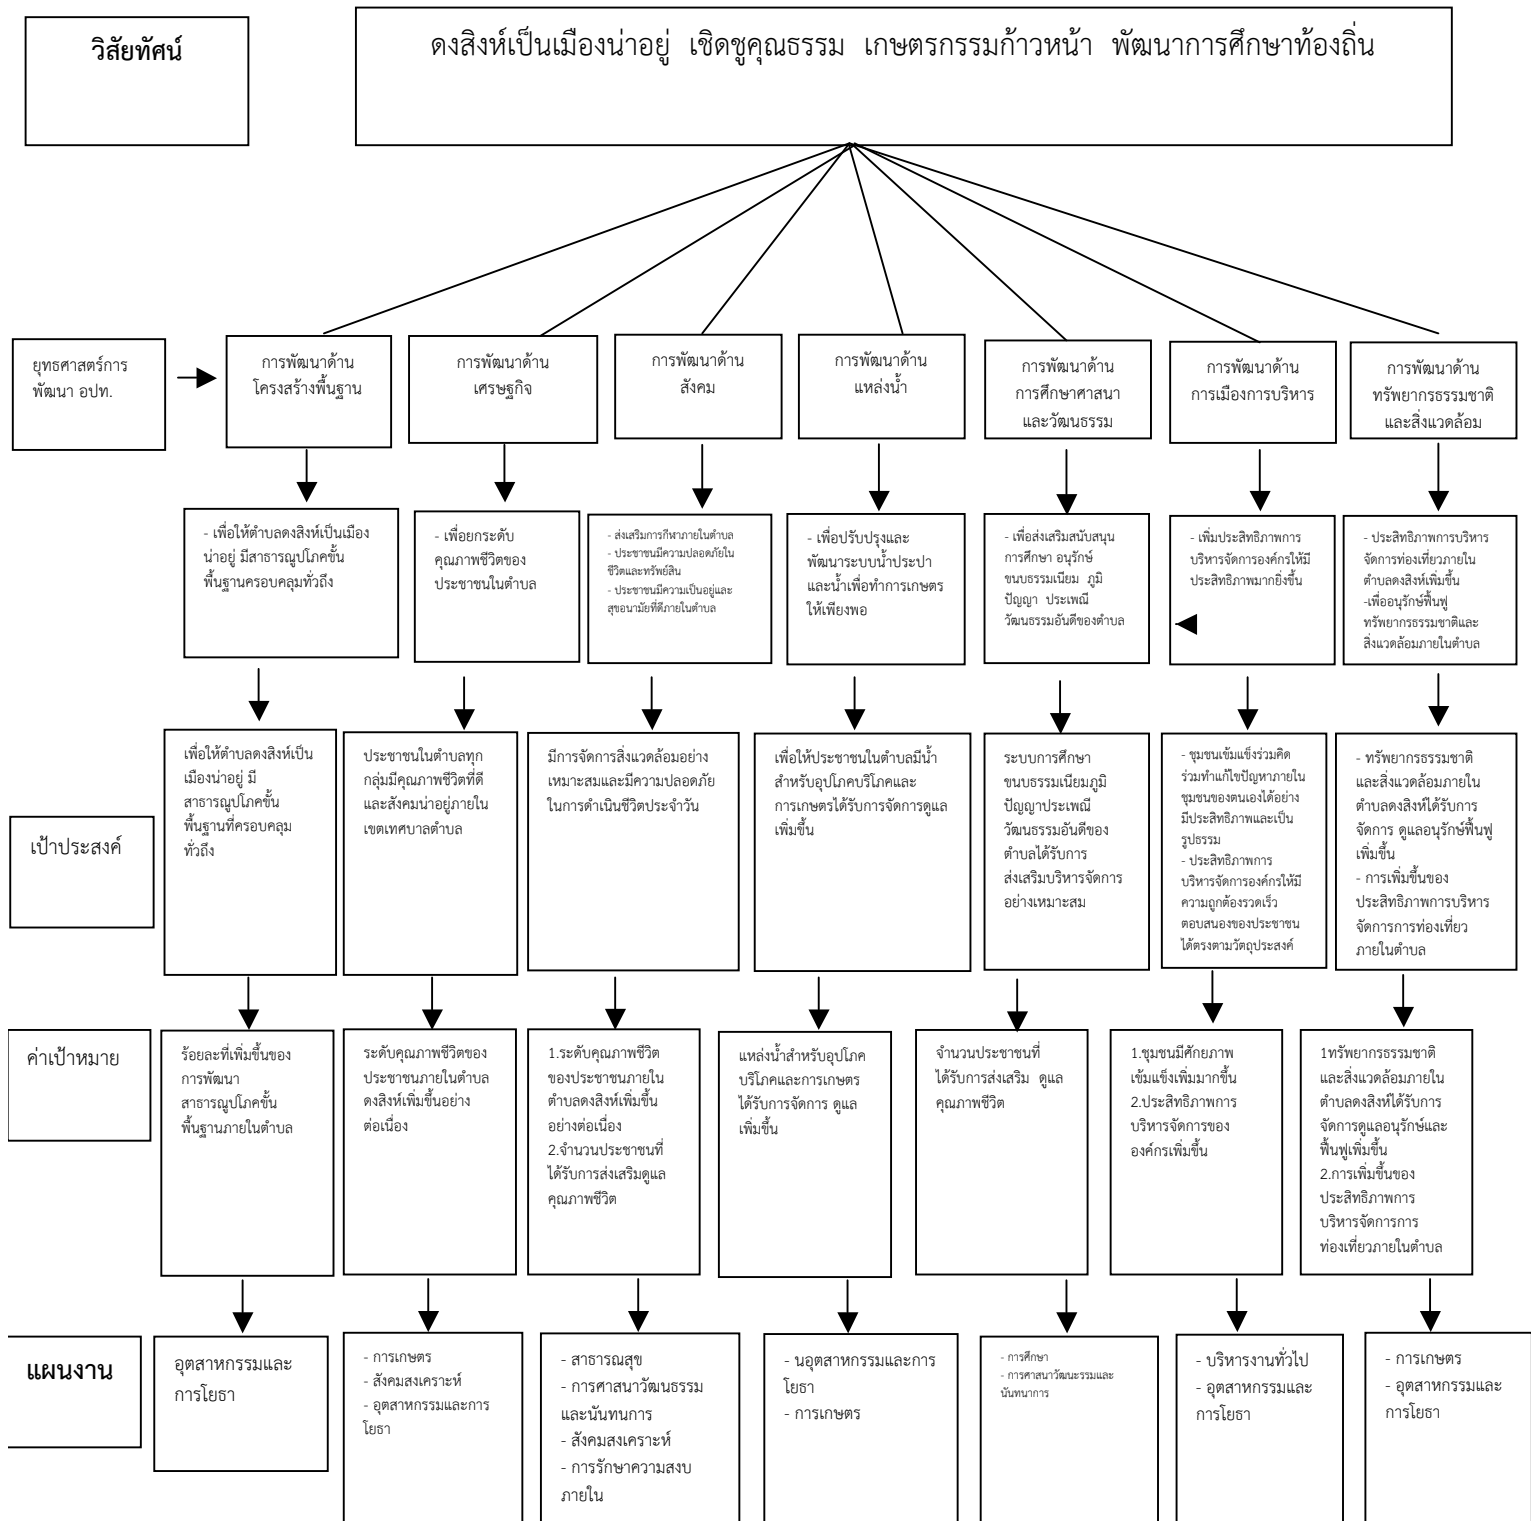 วิสัยทัศน์
ดงสิงห์เป็นเมืองน่าอยู่ เชิดชูคุณธรรม เกษตรกรรมก้าวหน้า พัฒนาการศึกษาท้องถิ่น
ยุทธศาสตร์การ
พัฒนา อปท.
การพัฒนาด้าน
โครงสร้างพื้นฐาน
การพัฒนาด้าน
เศรษฐกิจ
การพัฒนาด้าน
สังคม
การพัฒนาด้าน
แหล่งน้ำ
การพัฒนาด้าน
การศึกษาศาสนา
และวัฒนธรรม
การพัฒนาด้าน
การเมืองการบริหาร
การพัฒนาด้าน
ทรัพยากรธรรมชาติ
และสิ่งแวดล้อม
- เพื่อให้ตำบลดงสิงห์เป็นเมือง
น่าอยู่ มีสาธารณูปโภคขั้น
พื้นฐานครอบคลุมทั่วถึง
- เพื่อยกระดับ
คุณภาพชีวิตของ
ประชาชนในตำบล
- ส่งเสริมการกีฬาภายในตำบล
- ประชาชนมีความปลอดภัยใน
ชีวิตและทรัพย์สิน
- ประชาชนมีความเป็นอยู่และ
สุขอนามัยที่ดีภายในตำบล
- เพื่อปรับปรุงและ
พัฒนาระบบน้ำประปา
และน้ำเพื่อทำการเกษตร
ให้เพียงพอ
- เพื่อส่งเสริมสนับสนุน
การศึกษา อนุรักษ์
ขนบธรรมเนียม ภูมิ
ปัญญา ประเพณี
วัฒนธรรมอันดีของตำบล
- เพิ่มประสิทธิภาพการ
บริหารจัดการองค์กรให้มี
ประสิทธิภาพมากยิ่งขึ้น
- ประสิทธิภาพการบริหาร
จัดการท่องเที่ยวภายใน
ตำบลดงสิงห์เพิ่มขึ้น
-เพื่ออนุรักษ์ฟื้นฟู
ทรัพยากรธรรมชาติและ
สิ่งแวดล้อมภายในตำบล
เป้าประสงค์
เพื่อให้ตำบลดงสิงห์เป็น
เมืองน่าอยู่ มี
สาธารณูปโภคขั้น
พื้นฐานที่ครอบคลุม
ทั่วถึง
ประชาชนในตำบลทุก
กลุ่มมีคุณภาพชีวิตที่ดี
และสังคมน่าอยู่ภายใน
เขตเทศบาลตำบล
มีการจัดการสิ่งแวดล้อมอย่าง
เหมาะสมและมีความปลอดภัย
ในการดำเนินชีวิตประจำวัน
เพื่อให้ประชาชนในตำบลมีน้ำ
สำหรับอุปโภคบริโภคและ
การเกษตรได้รับการจัดการดูแล
เพิ่มขึ้น
ระบบการศึกษา
ขนบธรรมเนียมภูมิ
ปัญญาประเพณี
วัฒนธรรมอันดีของ
ตำบลได้รับการ
ส่งเสริมบริหารจัดการ
อย่างเหมาะสม
- ชุมชนเข้มแข็งร่วมคิด
ร่วมทำแก้ไขปัญหาภายใน
ชุมชนของตนเองได้อย่าง
มีประสิทธิภาพและเป็น
รูปธรรม
- ประสิทธิภาพการ
บริหารจัดการองค์กรให้มี
ความถูกต้องรวดเร็ว
ตอบสนองของประชาชน
ได้ตรงตามวัตถุประสงค์
- ทรัพยากรธรรมชาติ
และสิ่งแวดล้อมภายใน
ตำบลดงสิงห์ได้รับการ
จัดการ ดูแลอนุรักษ์ฟื้นฟู
เพิ่มขึ้น
- การเพิ่มขึ้นของ
ประสิทธิภาพการบริหาร
จัดการการท่องเที่ยว
ภายในตำบล
ค่าเป้าหมาย
ร้อยละที่เพิ่มขึ้นของ
การพัฒนา
สาธารณูปโภคขั้น
พื้นฐานภายในตำบล
ระดับคุณภาพชีวิตของ
ประชาชนภายในตำบล
ดงสิงห์เพิ่มขึ้นอย่าง
ต่อเนื่อง
1.ระดับคุณภาพชีวิต
ของประชาชนภายใน
ตำบลดงสิงห์เพิ่มขึ้น
อย่างต่อเนื่อง
2.จำนวนประชาชนที่
ได้รับการส่งเสริมดูแล
คุณภาพชีวิต
แหล่งน้ำสำหรับอุปโภค
บริโภคและการเกษตร
ได้รับการจัดการ ดูแล
เพิ่มขึ้น
จำนวนประชาชนที่
ได้รับการส่งเสริม ดูแล
คุณภาพชีวิต
1.ชุมชนมีศักยภาพ
เข้มแข็งเพิ่มมากขึ้น
2.ประสิทธิภาพการ
บริหารจัดการของ
องค์กรเพิ่มขึ้น
1ทรัพยากรธรรมชาติ
และสิ่งแวดล้อมภายใน
ตำบลดงสิงห์ได้รับการ
จัดการดูแลอนุรักษ์และ
ฟื้นฟูเพิ่มขึ้น
2.การเพิ่มขึ้นของ
ประสิทธิภาพการ
บริหารจัดการการ
ท่องเที่ยวภายในตำบล
แผนงาน
อุตสาหกรรมและ
การโยธา
- การเกษตร
- สังคมสงเคราะห์
- อุตสาหกรรมและการ
โยธา
- สาธารณสุข
- การศาสนาวัฒนธรรม
และนันทนการ
- สังคมสงเคราะห์
- การรักษาความสงบ
ภายใน
- นอุตสาหกรรมและการ
โยธา
- การเกษตร
- การศึกษา
- การศาสนาวัฒนะรรมและ
นันทนาการ
- บริหารงานทั่วไป
- อุตสาหกรรมและ
การโยธา
- การเกษตร
- อุตสาหกรรมและ
การโยธา